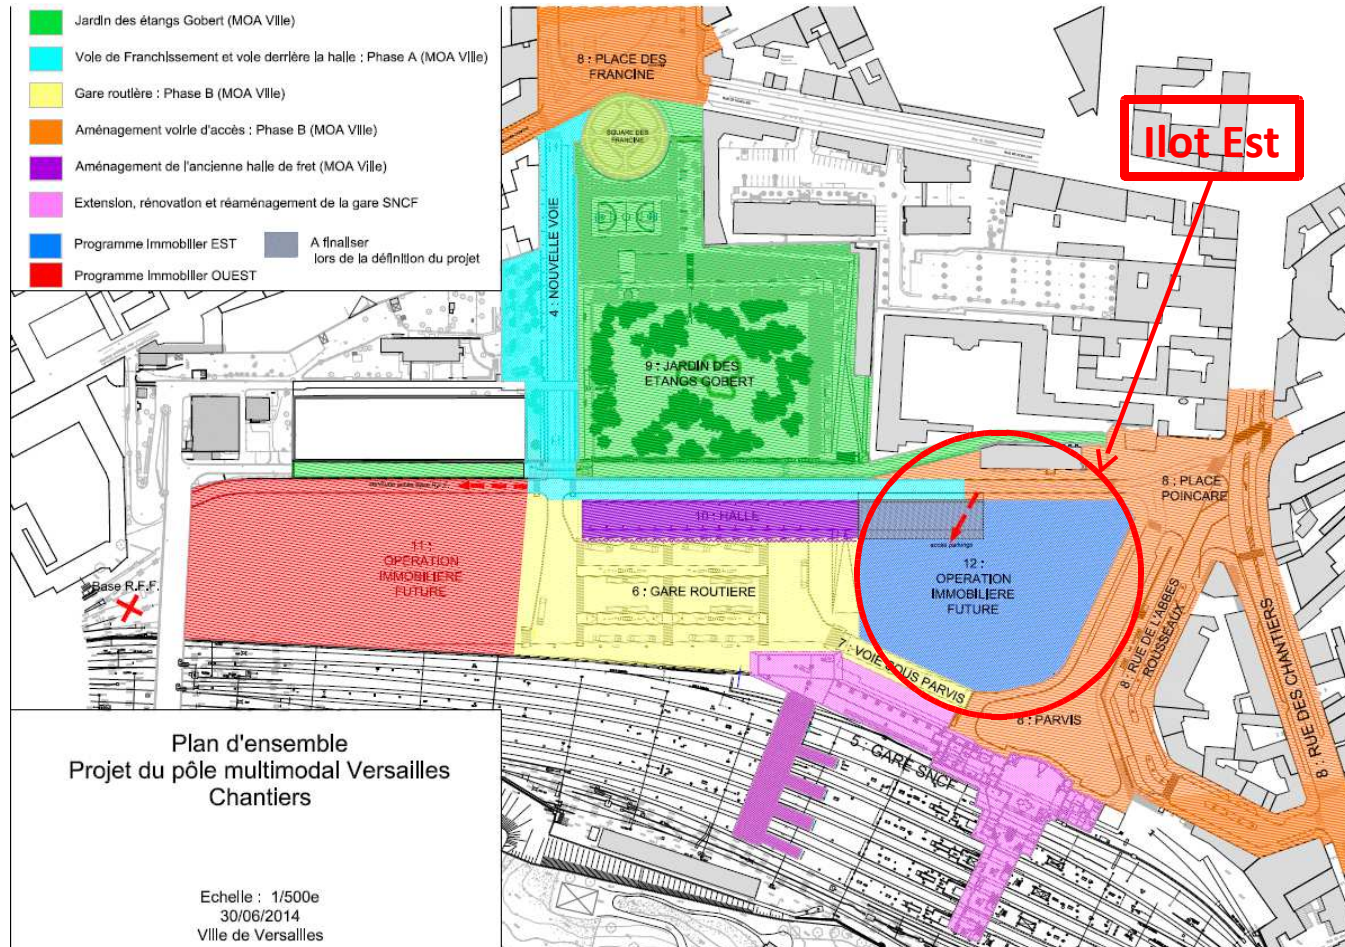 Jardin des étangs Gobert (MOA Ville)
Voie de Franchissement et voie derrière la halle : Phase A (MOA Ville)
Gare routière : Phase B (MOA Ville)
Aménagement voirie d'accès : Phase B (MOA Ville)
Aménagement de l'ancienne halle de fret (MOA Ville)
Extension, rénovation et réaménagement de la gare SNCF
Programme Immobilier EST
A finaliser
lors de la définition du projet
Programme Immobilier OUEST
8 : PLACE DES
FRANCINE
SQUARE DES
FRANCINE
Ilot Est
4 : NOUVELLE VOIE
9 : JARDIN DES
ETANGS GOBERT
8 : PLACE
POINCARE
10 : HALLE
accès parkings
11 :
OPERATION
IMMOBILIERE
FUTURE
12 :
OPERATION
IMMOBILIERE
FUTURE
6 : GARE ROUTIERE
Base R.F.F.
7 : VOIE SOUS PARVIS
8 : RUE DE L'ABBES
ROUSSEAUX
8 : RUE DES CHANTIERS
8 : PARVIS
5 : GARE SNCF
Plan d'ensemble
Projet du pôle multimodal Versailles
Chantiers
Echelle : 1/500e
30/06/2014
Ville de Versailles